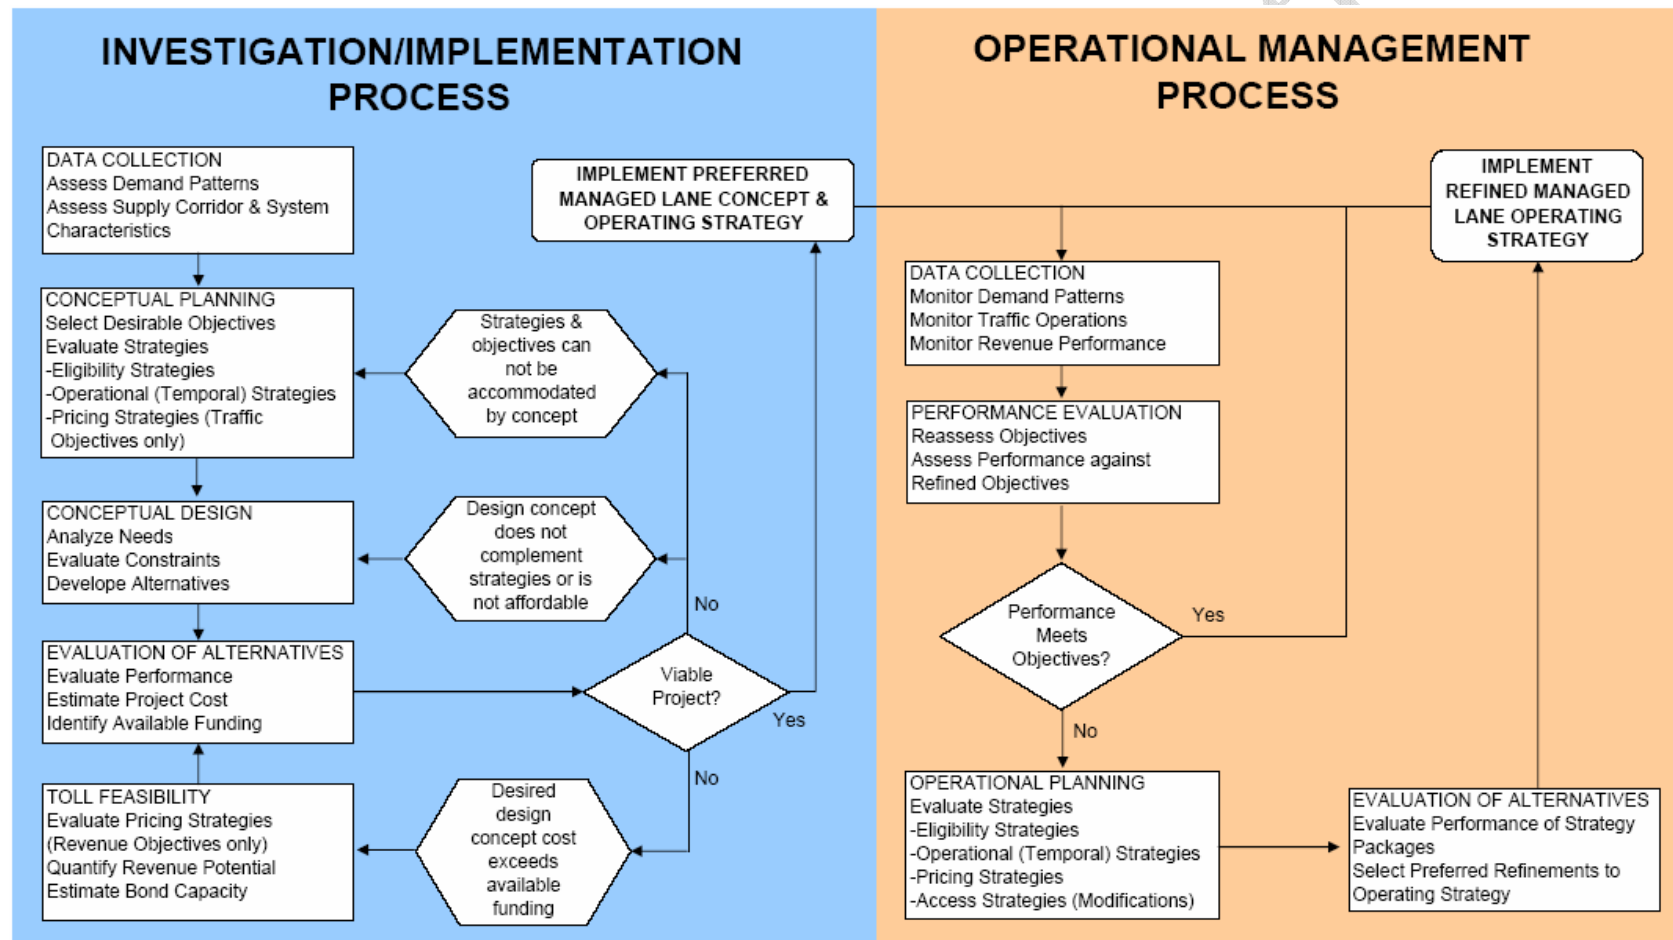 INVESTIGATION/IMPLEMENTATION
PROCESS
DATA COLLECTION
Assess Demand Patterns
Assess Supply Corridor & System
Characteristics
CONCEPTUAL PLANNING
Select Desirable Objectives
Evaluate Strategies
-Eligibility Strategies
-Operational (Temporal) Strategies
-Pricing Strategies (Traffic
Objectives only)
CONCEPTUAL DESIGN
Analyze Needs
Evaluate Constraints
Develope Alternatives
EVALUATION OF ALTERNATIVES
Evaluate Performance
Estimate Project Cost
Identify Available Funding
TOLL FEASIBILITY
Evaluate Pricing Strategies
(Revenue Objectives only)
Quantify Revenue Potential
Estimate Bond Capacity
IMPLEMENT PREFERRED
MANAGED LANE CONCEPT &
OPERATING STRATEGY
Strategies &
objectives can
not be
accommodated
by concept
Design concept
does not
complement
strategies or is
not affordable
No
Viable
Project?
Yes
No
Desired
design
concept cost
exceeds
available
funding
OPERATIONAL MANAGEMENT
PROCESS
IMPLEMENT
REFINED MANAGED
LANE OPERATING
STRATEGY
DATA COLLECTION
Monitor Demand Patterns
Monitor Traffic Operations
Monitor Revenue Performance
PERFORMANCE EVALUATION
Reassess Objectives
Assess Performance against
Refined Objectives
Performance
Meets
Objectives?
Yes
No
OPERATIONAL PLANNING
Evaluate Strategies
-Eligibility Strategies
-Operational (Temporal) Strategies
-Pricing Strategies
-Access Strategies (Modifications)
EVALUATION OF ALTERNATIVES
Evaluate Performance of Strategy
Packages
Select Preferred Refinements to
Operating Strategy